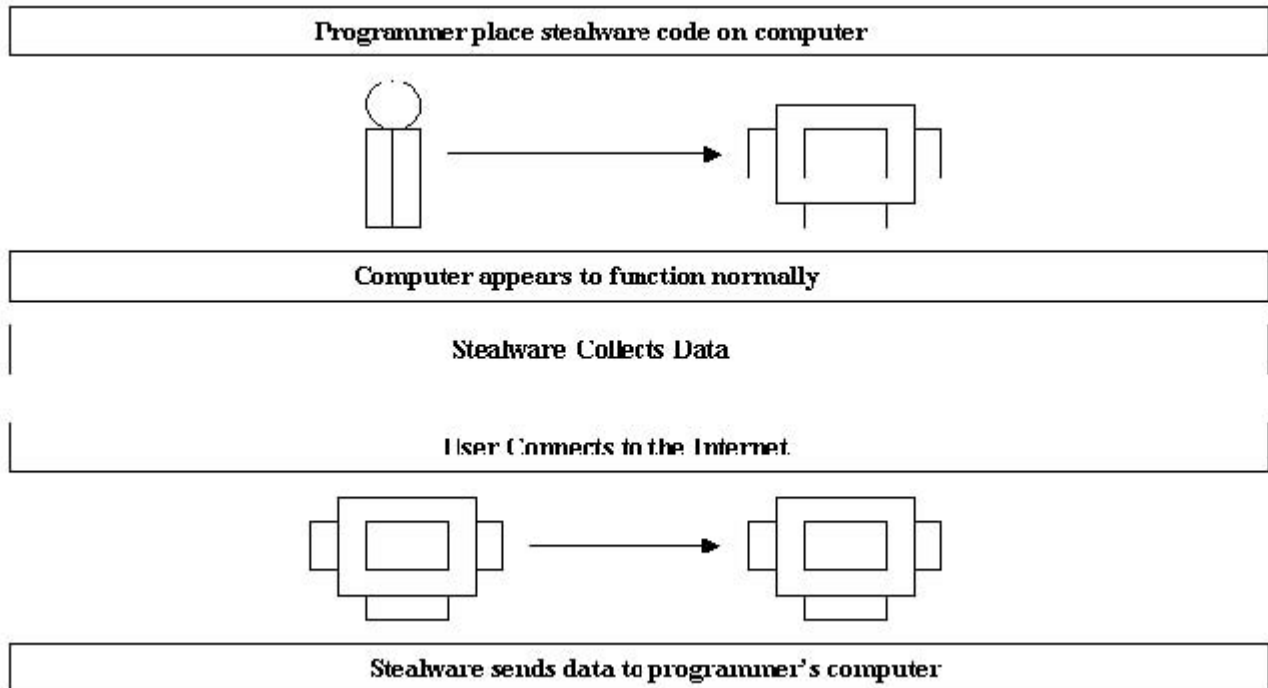 Programmer place stealware code on computer
Computer appears to function normally
Stealware Collects Data
User Connects to the Internet
Stealware sends data to programmer's computer